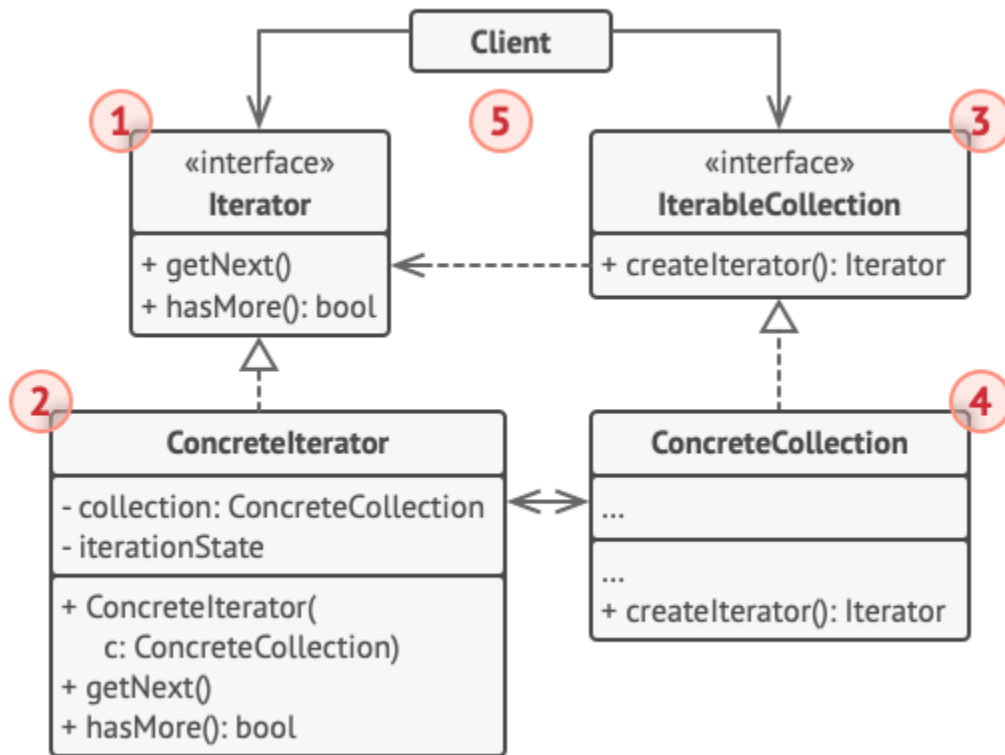 Client
1
5
3
«interface»
Iterator
+ getNext()
+ hasMore(): bool
«interface»
IterableCollection
+ createIterator(): Iterator
2
ConcreteIterator
- collection: ConcreteCollection
- iterationState
+ ConcreteIterator(
c: ConcreteCollection)
+ getNext()
+ hasMore(): bool
4
ConcreteCollection
...
...
+ createIterator(): Iterator